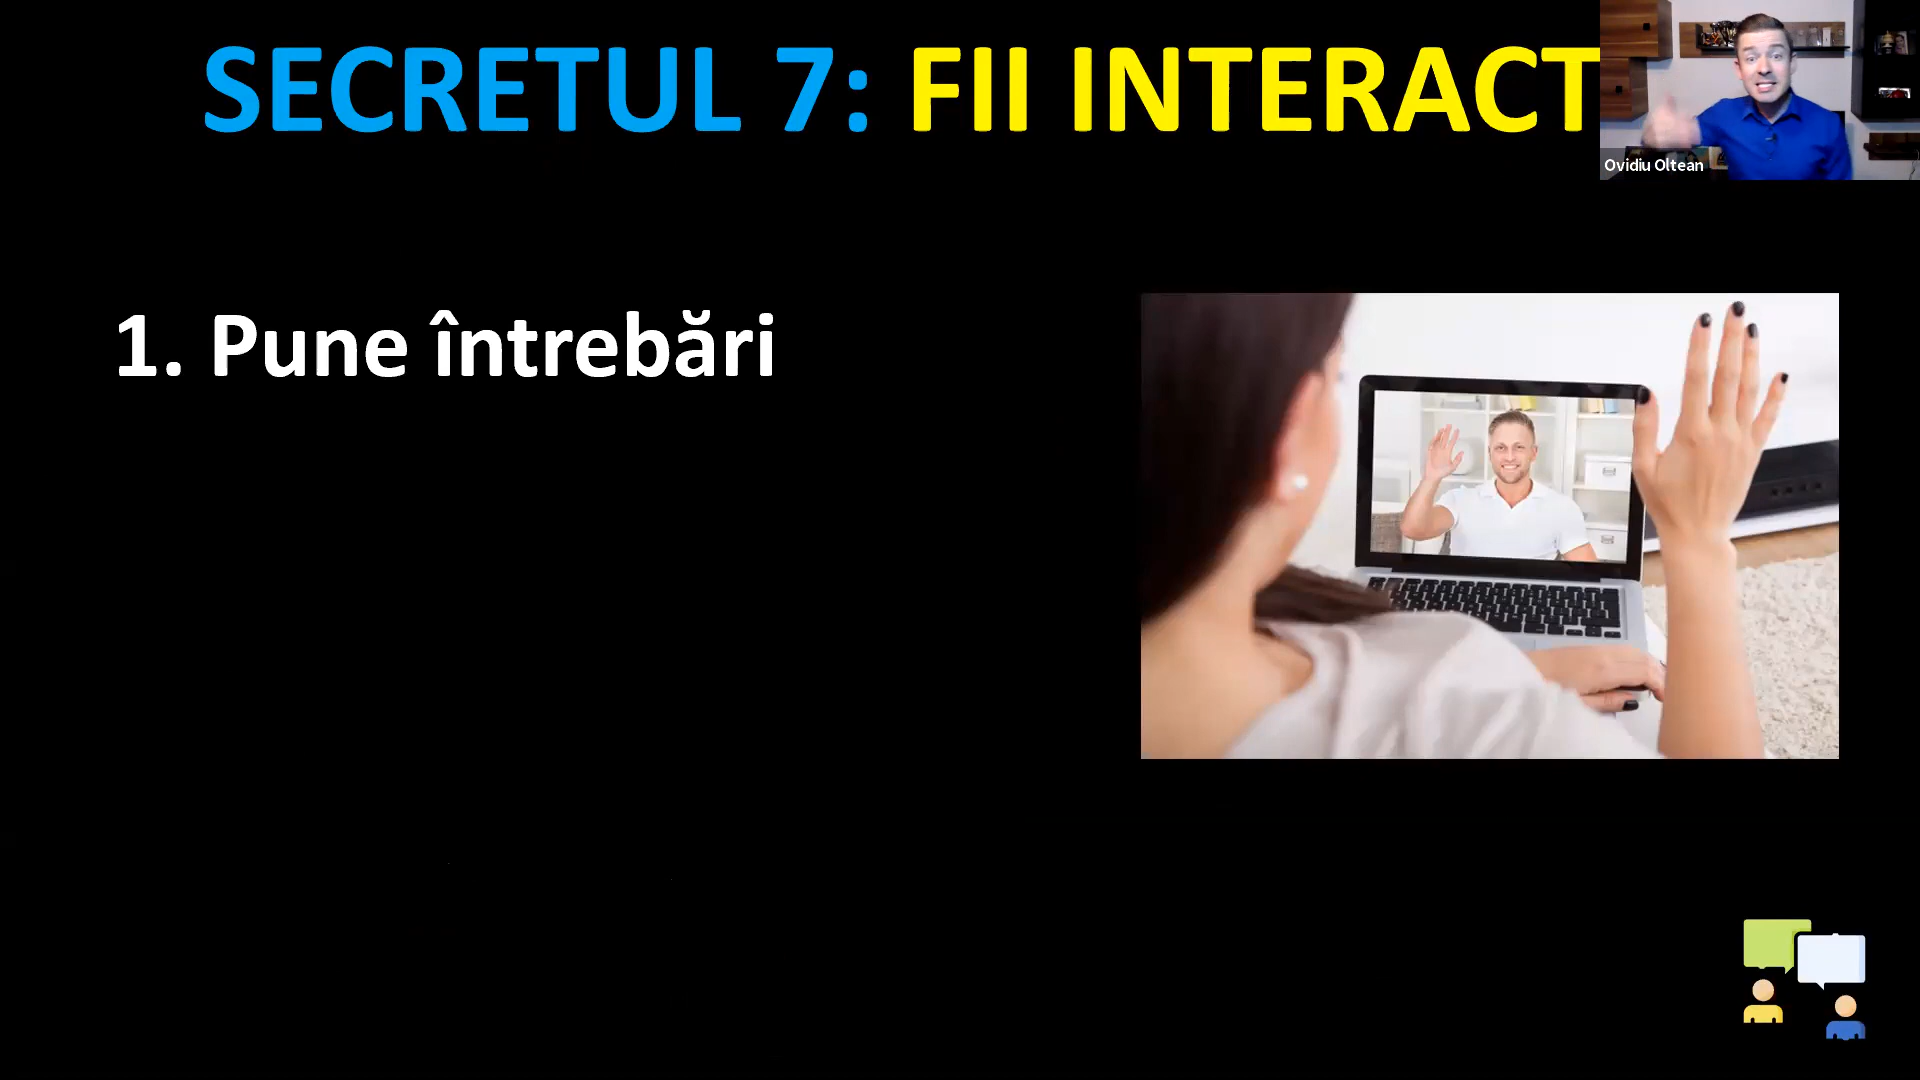 SECRETUL 7: FII INTERACT
Ovidiu Oltean
1. Pune întrebări